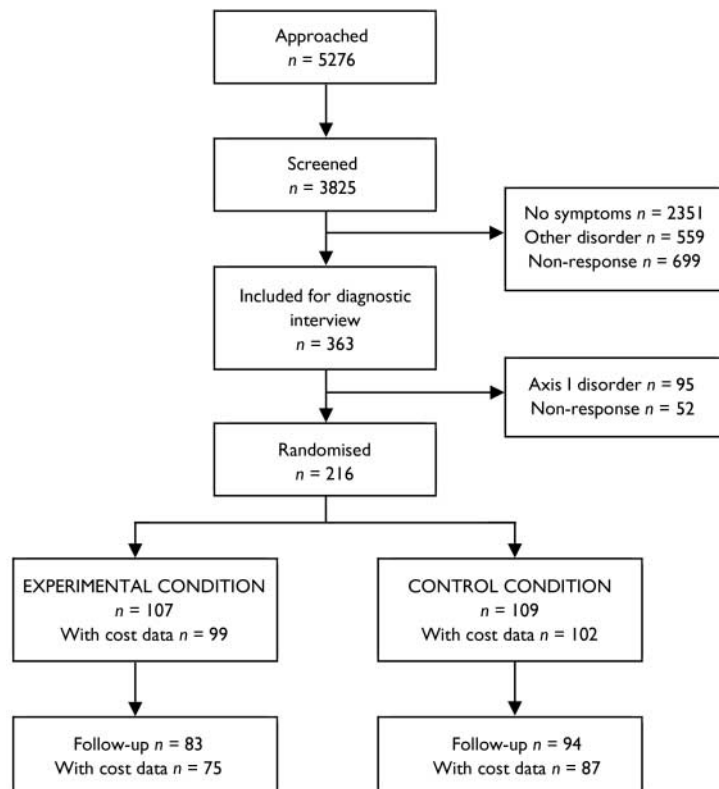 Approached
n = 5276
Screened
n = 3825
No symptoms n = 2351
Other disorder n = 559
Non-response n = 699
Included for diagnostic
interview
n = 363
Axis I disorder n = 95
Non-response n = 52
Randomised
n = 216
EXPERIMENTAL CONDITION
n = 107
With cost data n = 99
CONTROL CONDITION
n = 109
With cost data n = 102
Follow-up n = 83
With cost data n = 75
Follow-up n = 94
With cost data n = 87